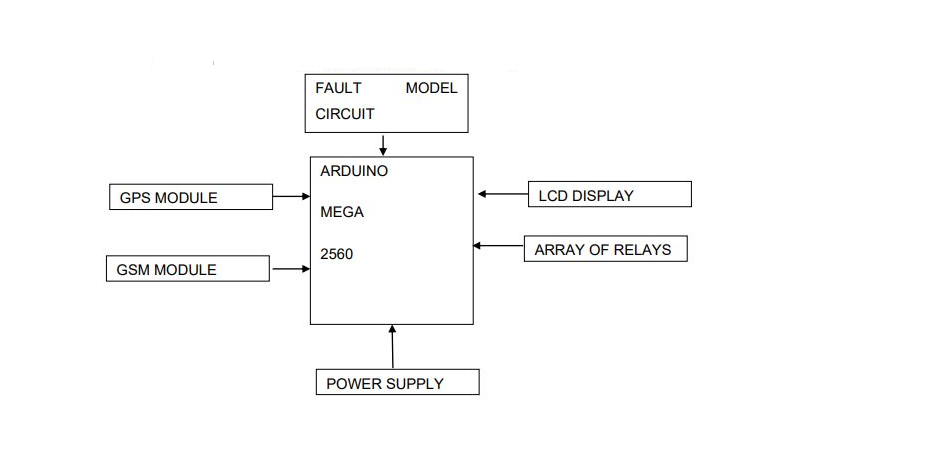 FAULT MODEL
CIRCUIT
ARDUINO
MEGA
2560
GPS MODULE
GSM MODULE
LCD DISPLAY
ARRAY OF RELAYS
POWER SUPPLY